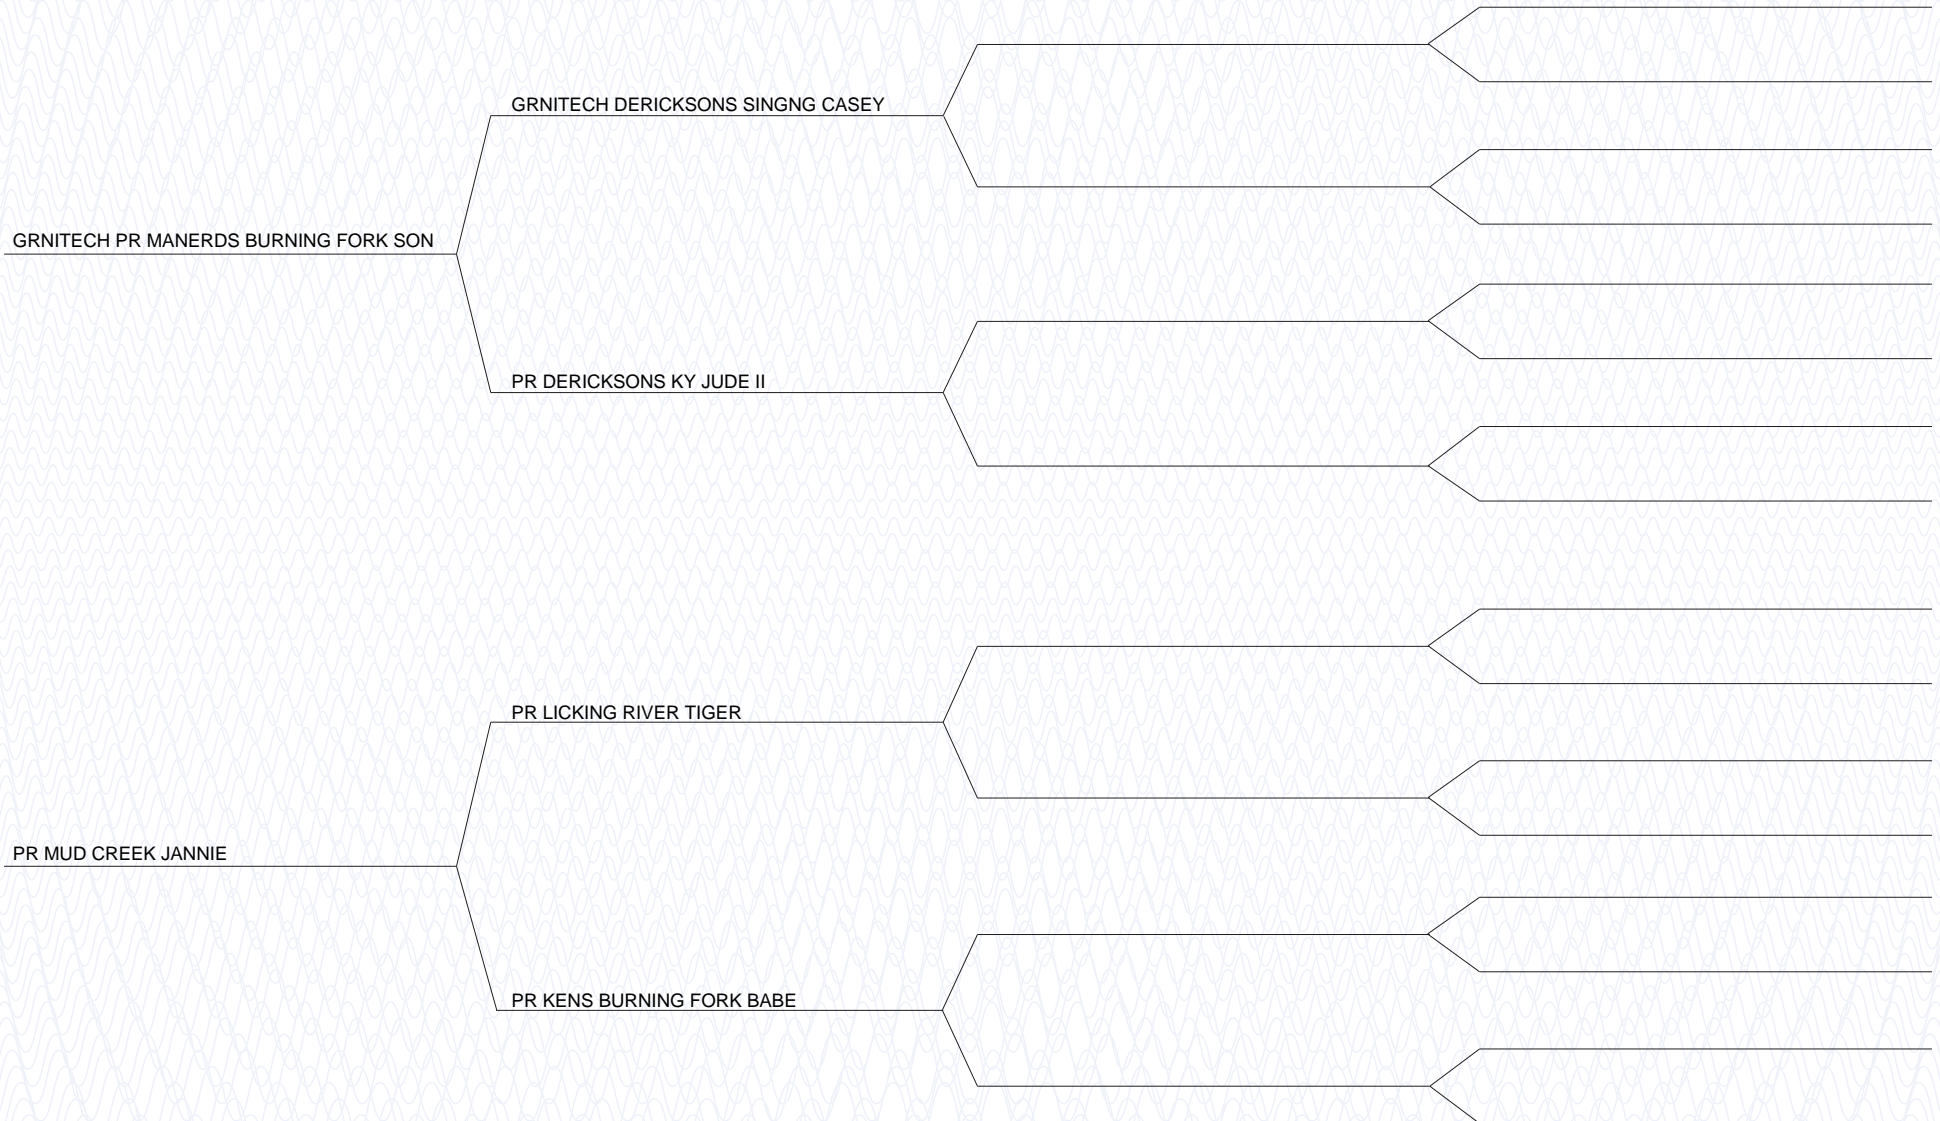 GRNITECH DERICKSONS SINGNG CASEY
GRNITECH PR MANERDS BURNING FORK SON
PR DERICKSONS KY JUDE II
PR LICKING RIVER TIGER
PR MUD CREEK JANNIE
PR KENS BURNING FORK BABE